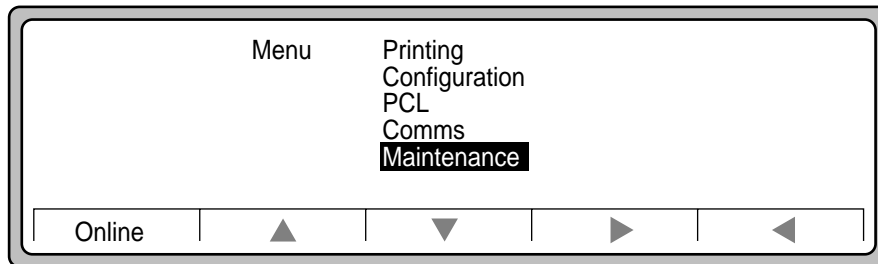 Menu Printing
Configuration
PCL
Comms
Maintenance
Online